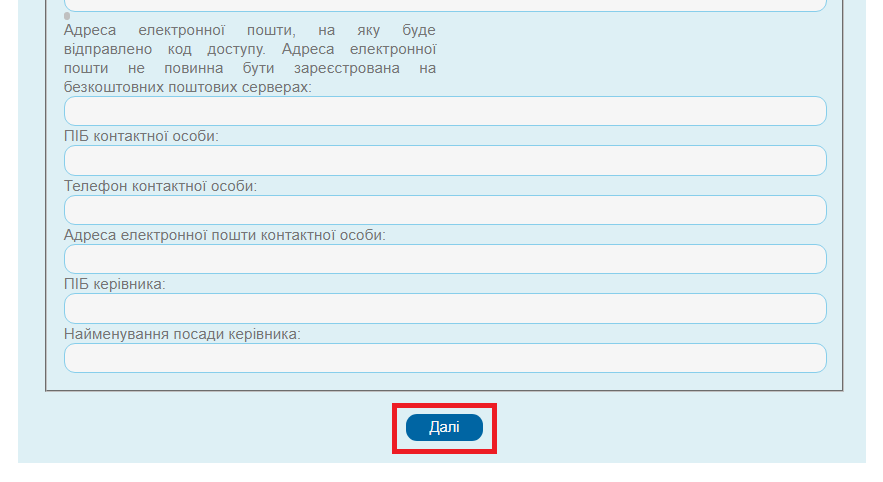 Адреса електронної пошти, на яку буде
відправлено код доступу. Адреса електронної
пошти не повинна бути зареєстрована на
безкоштовних поштових серверах:
ПІБ контактної особи:
Телефон контактної особи:
Адреса електронної пошти контактної особи:
ПІБ керівника:
Найменування посади керівника:
Далі